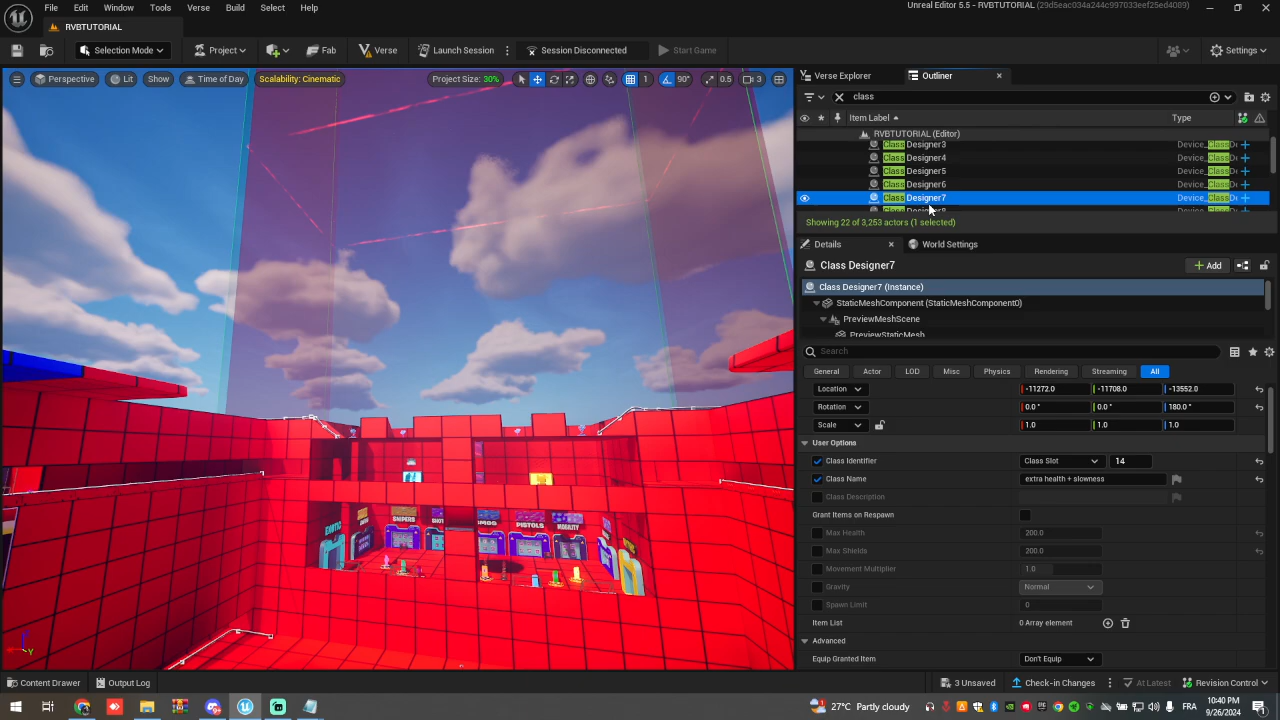 File Edit Window Tools Verse Build Select Help
Unreal Editor 5.5 - RVBTUTORIAL (29d5eac034a244c997033eef25ed4089)
RVBTUTORIAL
Selection Mode Project Fab Verse Launch Session Session Disconnected Start Game Settings
Perspective Lit Show Time of Day Scalability: Cinematic Project Size: 30% 1 90° 0.5 3
Verse Explorer Outliner
class
Item Label Type
RVBTUTORIAL (Editor)
Class Designer3 Device_ClassDe
Class Designer4 Device_ClassDe
Class Designer5 Device_ClassDe
Class Designer6 Device_ClassDe
Class Designer7 Device_ClassDe
Showing 22 of 3,253 actors (1 selected)
Details World Settings
Class Designer7 Add
Class Designer7 (Instance)
StaticMeshComponent (StaticMeshComponent0)
PreviewMeshScene
PreviewStaticMesh
Search
General Actor LOD Misc Physics Rendering Streaming All
Location -11272.0 -11708.0 -13552.0
Rotation 0.0 ° 0.0 ° 180.0 °
Scale 1.0 1.0 1.0
User Options
Class Identifier Class Slot 14
Class Name extra health + slowness
Class Description
Grant Items on Respawn
Max Health 200.0
Max Shields 200.0
Movement Multiplier 1.0
Gravity Normal
Spawn Limit 0
Item List 0 Array element
Advanced
Equip Granted Item Don't Equip
EXOTIC
SNIPERS
PISTOLS
MOBILITY
Y
Content Drawer Output Log 3 Unsaved Check-in Changes At Latest Revision Control
27°C Partly cloudy FRA 10:40 PM
9/26/2024